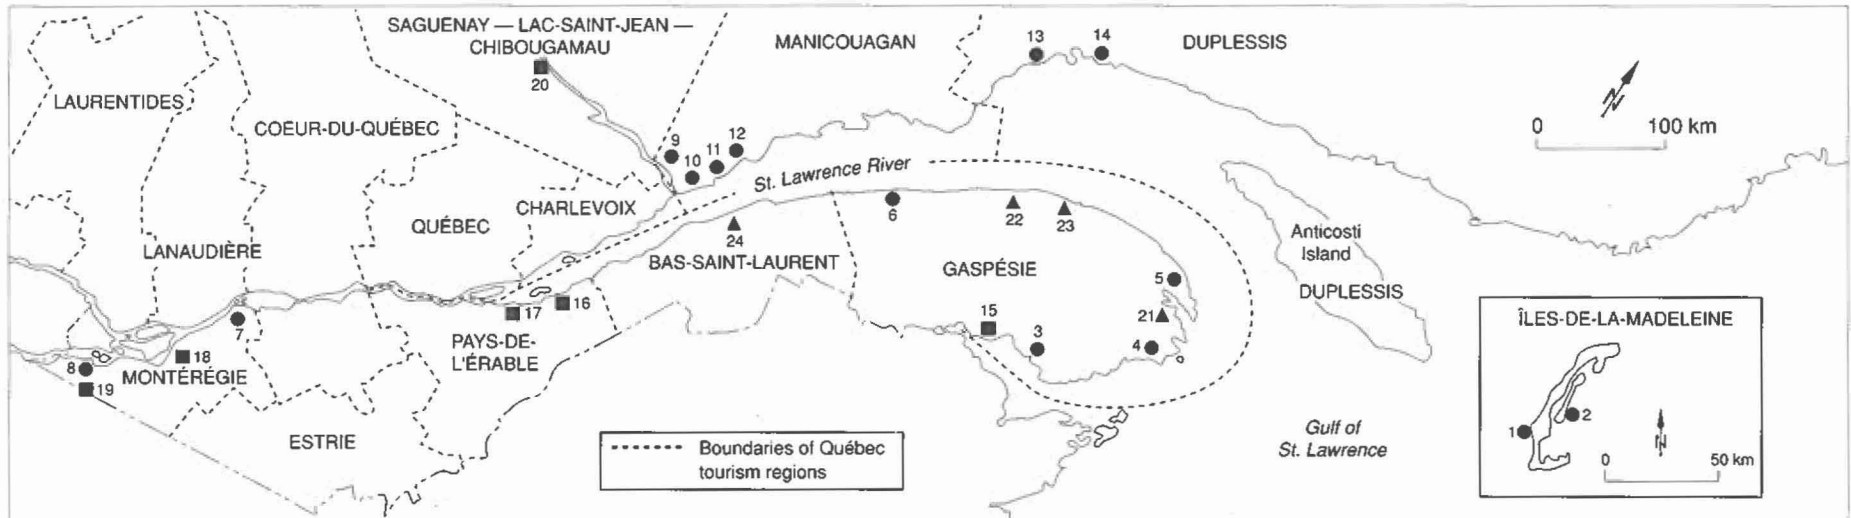 SAGUENAY — LAC-SAINT-JEAN —
CHIBOUGAMAU
MANICOUAGAN
DUPLESSIS
13
14
20
LAURENTIDES
COEUR-DU-QUÉBEC
N
0 100 km
9
10
11
12
St. Lawrence River
QUÉBEC
CHARLEVOIX
LANAUDIÈRE
6
22
23
24
BAS-SAINT-LAURENT
GASPÉSIE
Anticosti
Island
DUPLESSIS
5
21
15
3
4
16
17
PAYS-DE-
L'ÉRABLE
7
18
8
19
MONTÉRÉGIE
ESTRIE
Boundaries of Québec
tourism regions
Gulf of
St. Lawrence
ÎLES-DE-LA-MADELEINE
1
2
N
0 50 km